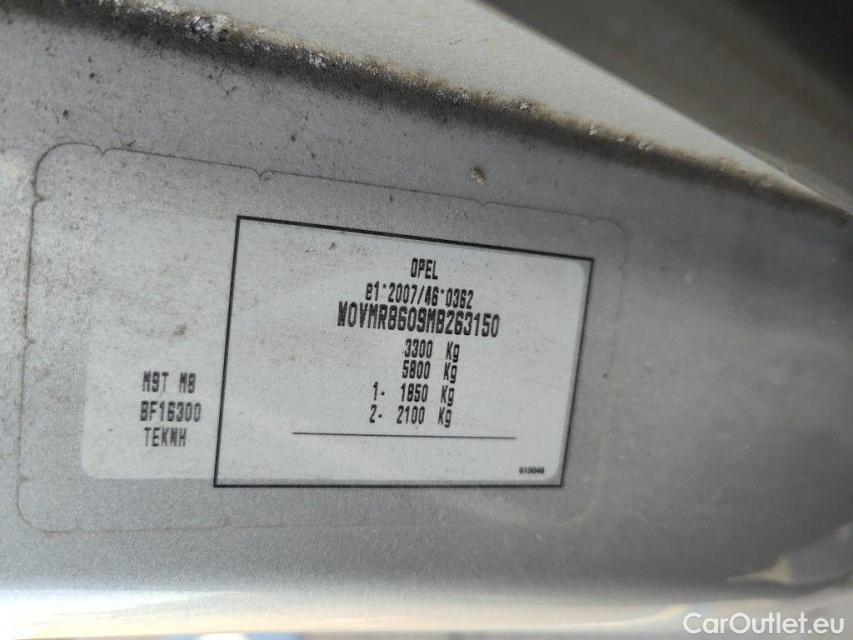 OPEL
e1*2007/46*0362
W0VMR8609MB263150
3300 Kg
5800 Kg
1- 1850 Kg
2- 2100 Kg
M9T M8
BF16300
TEKNH
CarOutlet.eu